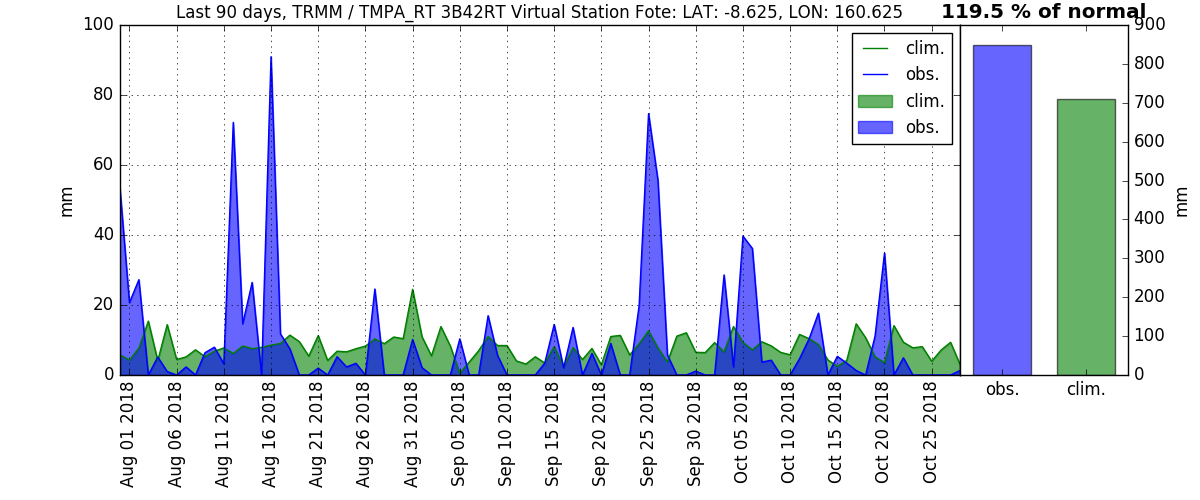 Last 90 days, TRMM / TMPA_RT 3B42RT Virtual Station Fote: LAT: -8.625, LON: 160.625
119.5 % of normal
100
80
60
40
20
0
mm
clim.
obs.
clim.
obs.
Aug 01 2018
Aug 06 2018
Aug 11 2018
Aug 16 2018
Aug 21 2018
Aug 26 2018
Aug 31 2018
Sep 05 2018
Sep 10 2018
Sep 15 2018
Sep 20 2018
Sep 25 2018
Sep 30 2018
Oct 05 2018
Oct 10 2018
Oct 15 2018
Oct 20 2018
Oct 25 2018
900
800
700
600
500
400
300
200
100
0
mm
obs.
clim.